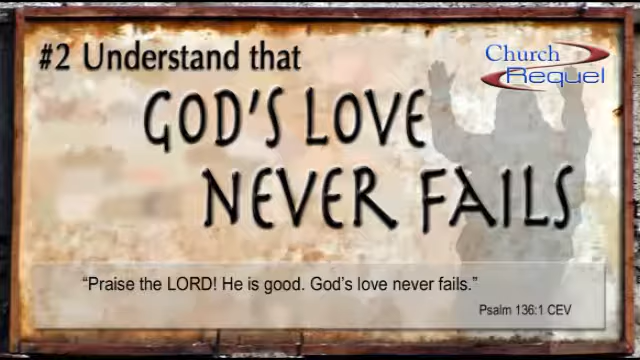 #2 Understand that
Church
Requel
GOD'S LOVE
NEVER FAILS
“Praise the LORD! He is good. God’s love never fails.”
Psalm 136:1 CEV